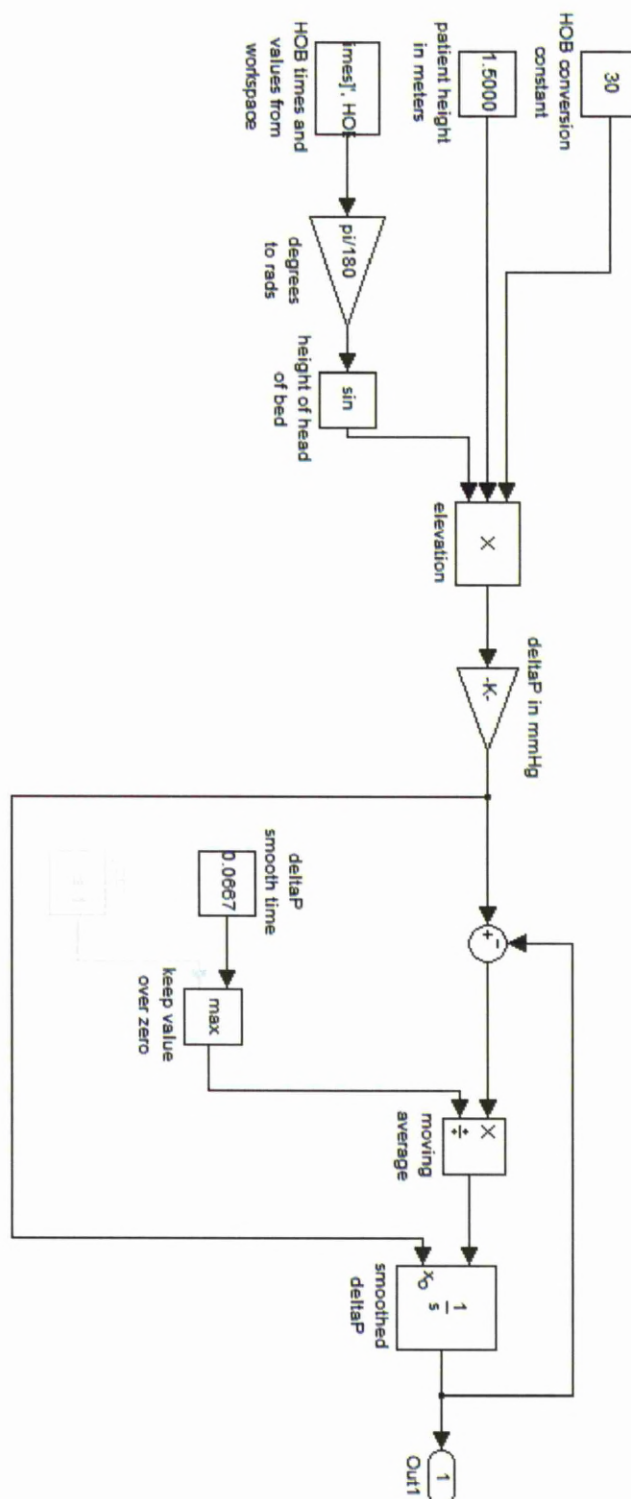 30
HOB conversion
constant
1.5000
patient height
in meters
imes]', HOE
HOB times and
values from
workspace
pi/180
degrees
to rads
sin
height of head
of bed
X
elevation
-K-
deltaP in mmHg
+
-
0.0667
deltaP
smooth time
max
keep value
over zero
X
÷
moving
average
1
s
xo
smoothed
deltaP
1
Out1